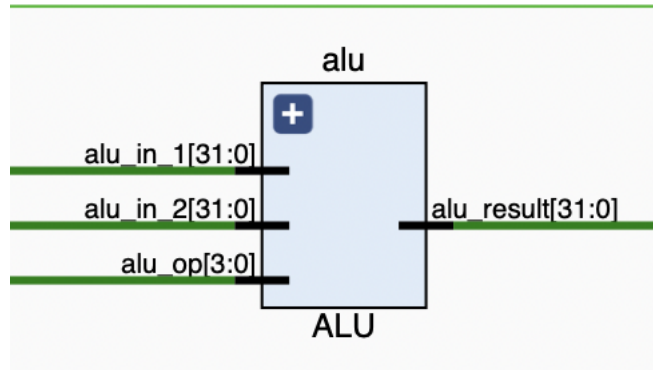 alu
alu_in_1[31:0]
alu_in_2[31:0]
alu_result[31:0]
alu_op[3:0]
ALU